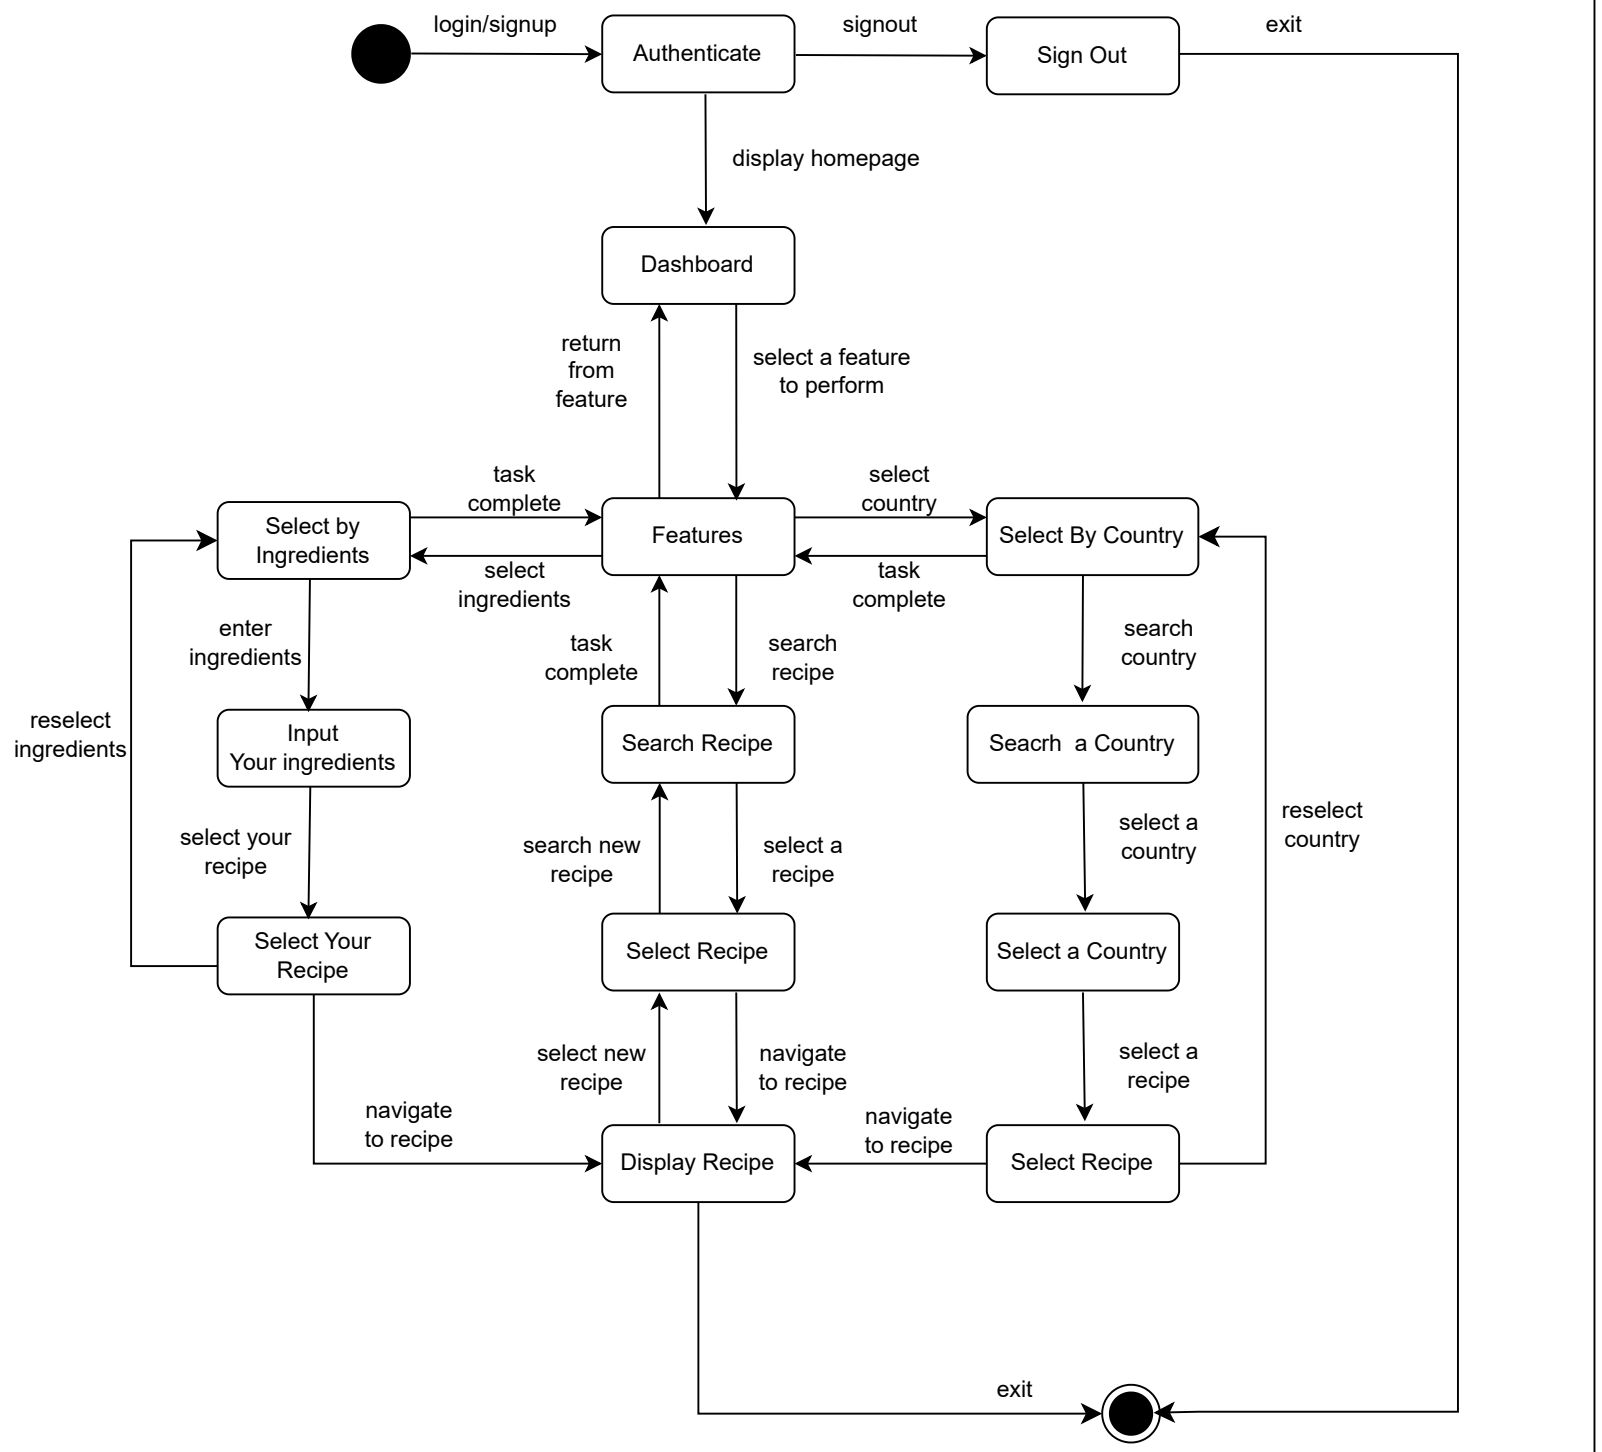 login/signup
Authenticate
signout
Sign Out
exit
display homepage
Dashboard
return
from
feature
select a feature
to perform
task
complete
select
country
Select by
Ingredients
Features
Select By Country
select
ingredients
task
complete
enter
ingredients
task
complete
search
recipe
search
country
reselect
ingredients
Input
Your ingredients
Search Recipe
Seacrh  a Country
select your
recipe
search new
recipe
select a
recipe
select a
country
reselect
country
Select Your
Recipe
Select Recipe
Select a Country
select new
recipe
navigate
to recipe
select a
recipe
navigate
to recipe
navigate
to recipe
Display Recipe
Select Recipe
exit